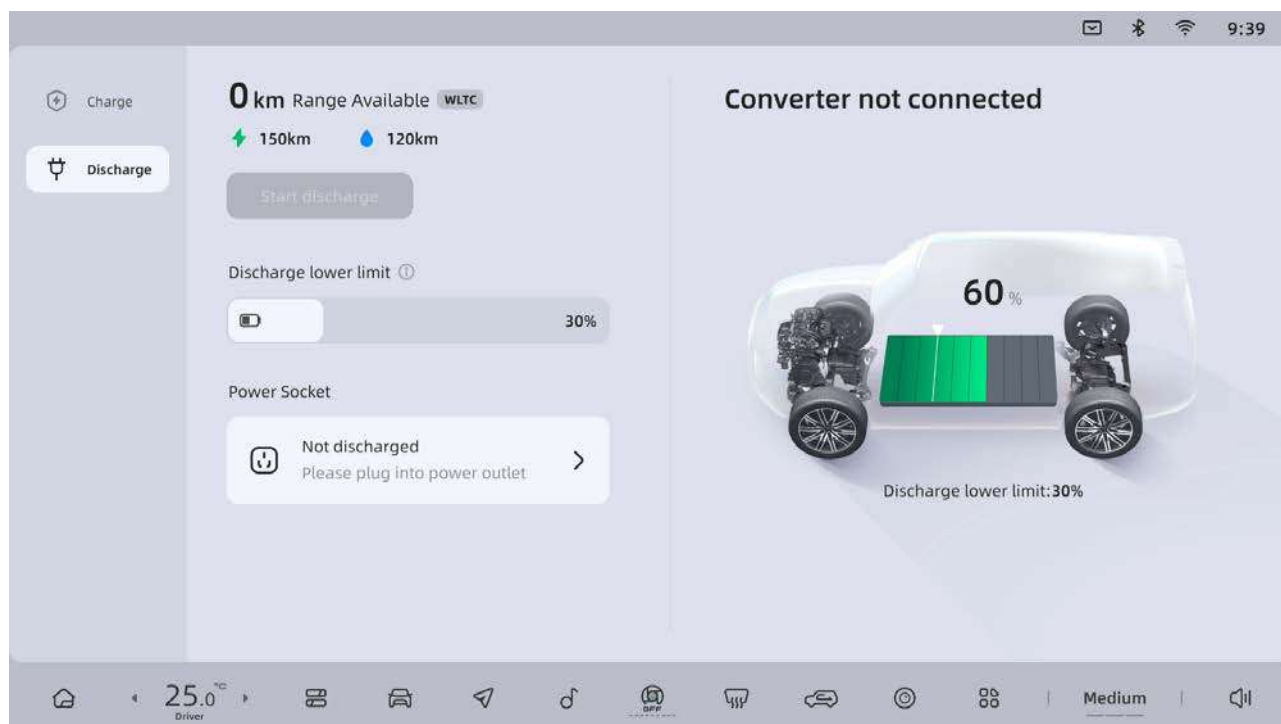 9:39
Charge
Discharge
0 km Range Available WLTC
150km 120km
Start discharge
Discharge lower limit
30%
Power Socket
Not discharged
Please plug into power outlet
Converter not connected
60 %
Discharge lower limit:30%
25.0 °C
Driver
OFF
Medium